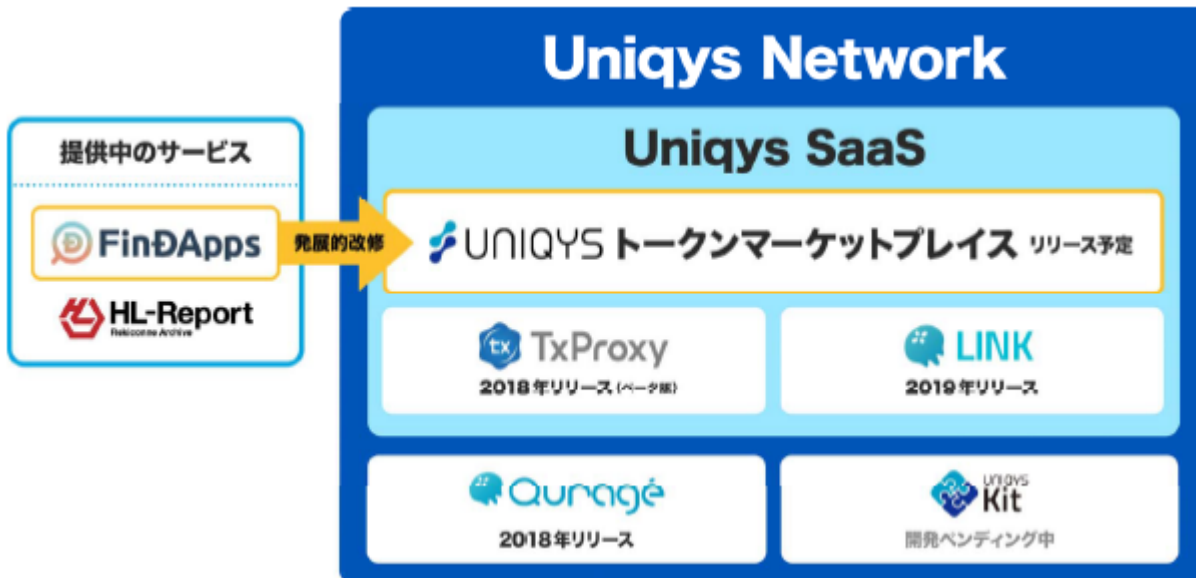 Uniqys Network
Uniqys SaaS
提供中のサービス
FinÐApps
発展的改修
UNIQYS トークンマーケットプレイス リリース予定
HL-Report
Rekiconne Archive
TxProxy
2018年リリース(ベータ版)
LINK
2019年リリース
Quragé
2018年リリース
UNIQYS
Kit
開発ペンディング中